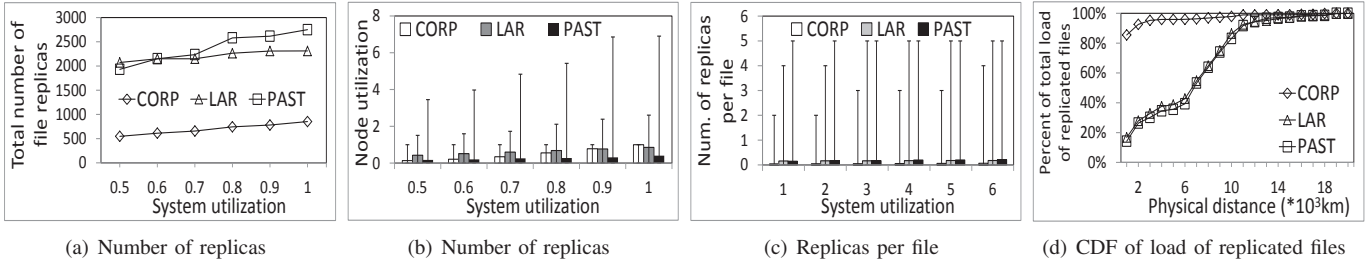 Total number of
file replicas
3000
2500
2000
1500
1000
500
0
CORP LAR PAST
0.5 0.6 0.7 0.8 0.9 1
System utilization
(a) Number of replicas
Node utilization
8
6
4
2
0
CORP LAR PAST
0.5 0.6 0.7 0.8 0.9 1
System utilization
(b) Number of replicas
Num. of replicas
per file
6
5
4
3
2
1
0
CORP LAR PAST
1 2 3 4 5 6
System utilization
(c) Replicas per file
Percent of total load
of replicated files
100%
80%
60%
40%
20%
0%
CORP
LAR
PAST
2 6 10 14 18
Physical distance (*10³km)
(d) CDF of load of replicated files